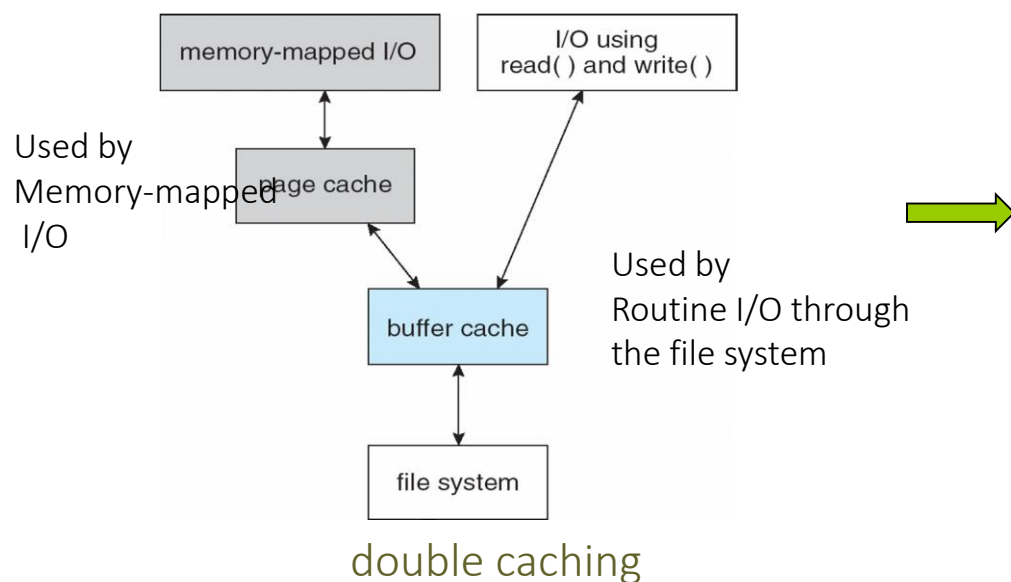 memory-mapped I/O
I/O using
read( ) and write( )
Used by
Memory-mapped
I/O
page cache
Used by
Routine I/O through
the file system
buffer cache
file system
double caching